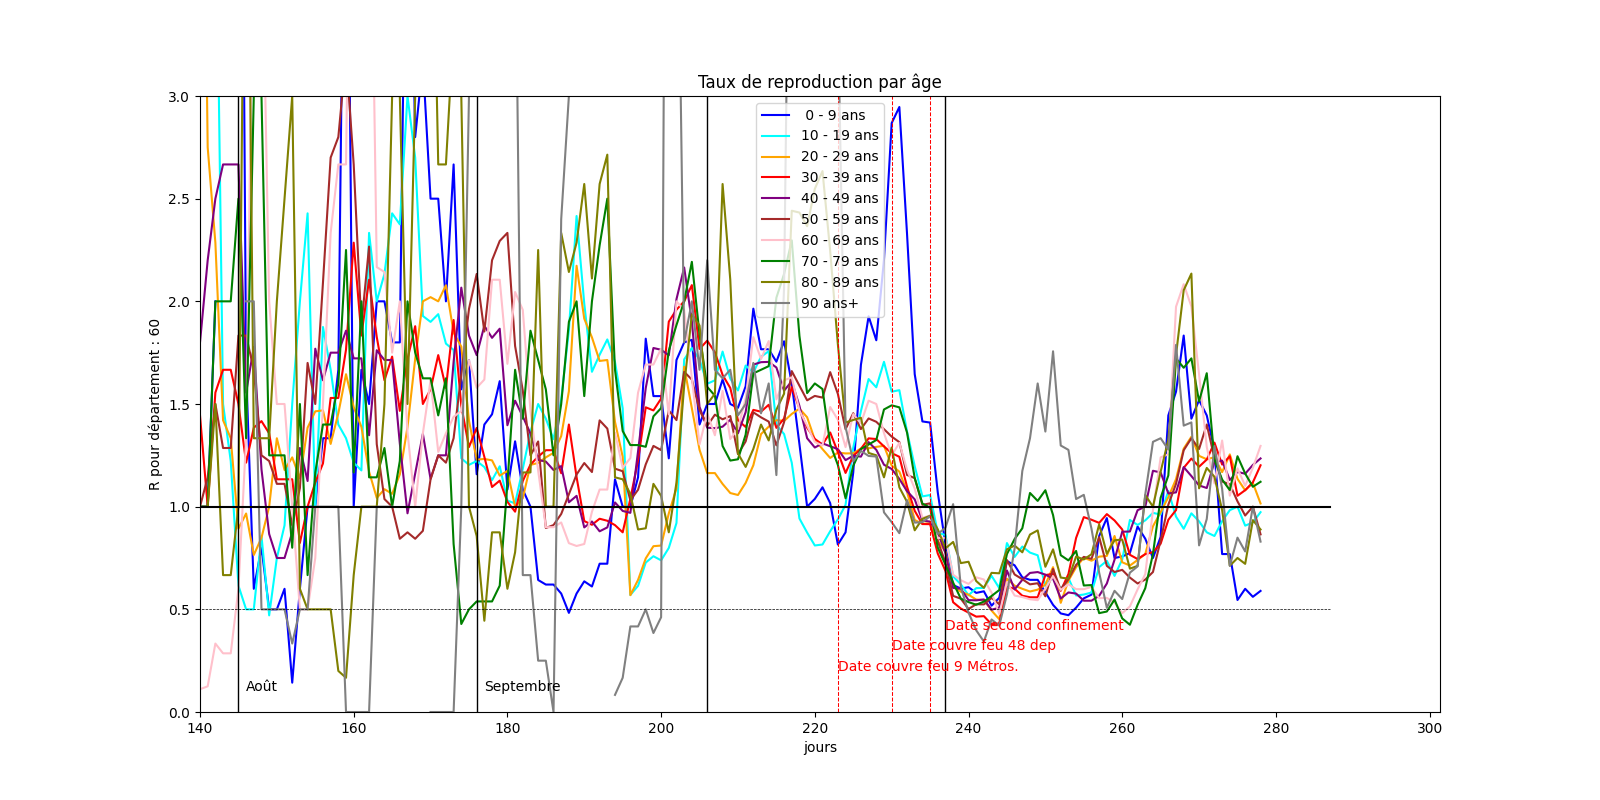 Taux de reproduction par âge
R pour département : 60
3.0
2.5
2.0
1.5
1.0
0.5
0.0
0 - 9 ans
10 - 19 ans
20 - 29 ans
30 - 39 ans
40 - 49 ans
50 - 59 ans
60 - 69 ans
70 - 79 ans
80 - 89 ans
90 ans+
Date second confinement
Date couvre feu 48 dep
Date couvre feu 9 Métros.
Août
Septembre
140
160
180
200
220
240
260
280
300
jours